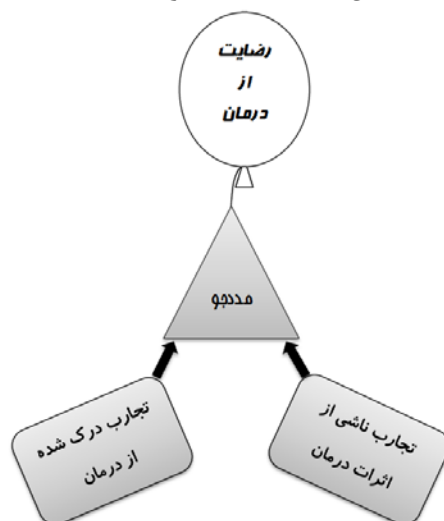 رضایت
از
درمان
مددجو
تجارب درک شده
از درمان
تجارب ناشی از
اثرات درمان